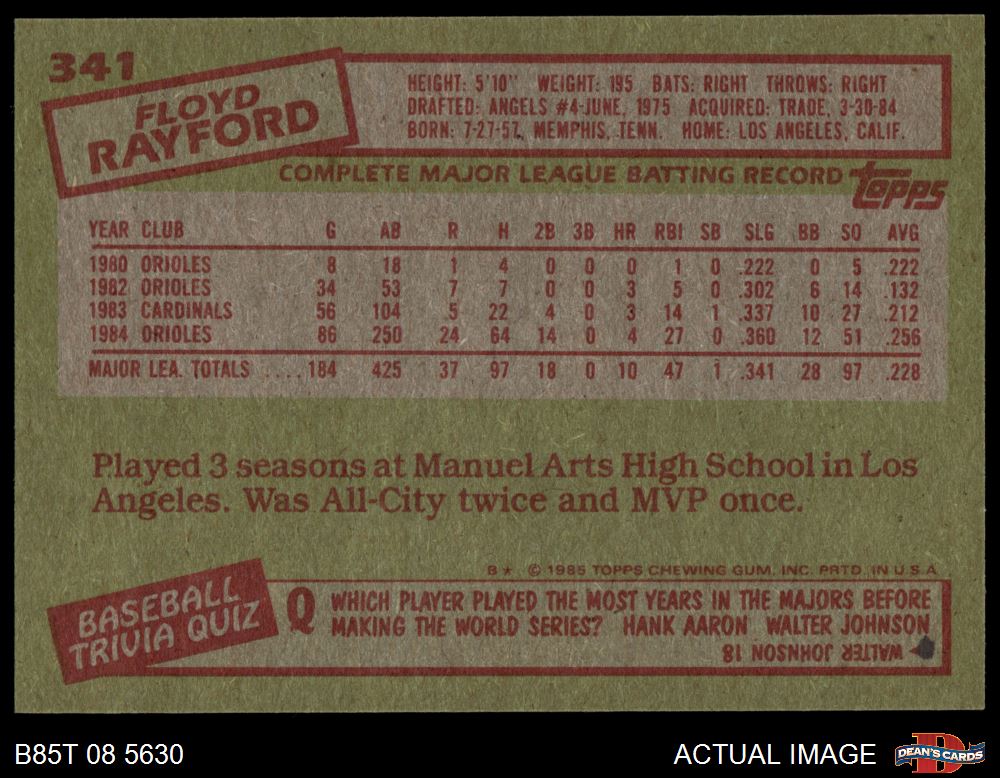 341
FLOYD
RAYFORD
HEIGHT: 5'10" WEIGHT: 195 BATS: RIGHT THROWS: RIGHT
DRAFTED: ANGELS #4-JUNE, 1975 ACQUIRED: TRADE, 3-30-84
BORN: 7-27-57, MEMPHIS, TENN. HOME: LOS ANGELES, CALIF.
COMPLETE MAJOR LEAGUE BATTING RECORD topps
YEAR CLUB G AB R H 2B 3B HR RBI SB SLG BB SO AVG
1980 ORIOLES 8 18 1 4 0 0 0 1 0 .222 0 5 .222
1982 ORIOLES 34 53 7 7 0 0 3 5 0 .302 6 14 .132
1983 CARDINALS 56 104 5 22 4 0 3 14 1 .337 10 27 .212
1984 ORIOLES 86 250 24 64 14 0 4 27 0 .360 12 51 .256
MAJOR LEA. TOTALS ....184 425 37 97 18 0 10 47 1 .341 28 97 .228
Played 3 seasons at Manuel Arts High School in Los
Angeles. Was All-City twice and MVP once.
B★ © 1985 TOPPS CHEWING GUM, INC. PRTD. IN U.S.A.
BASEBALL
TRIVIA QUIZ
Q WHICH PLAYER PLAYED THE MOST YEARS IN THE MAJORS BEFORE
MAKING THE WORLD SERIES? HANK AARON WALTER JOHNSON
WALTER JOHNSON 18
B85T 08 5630
ACTUAL IMAGE
D
DEAN'S CARDS